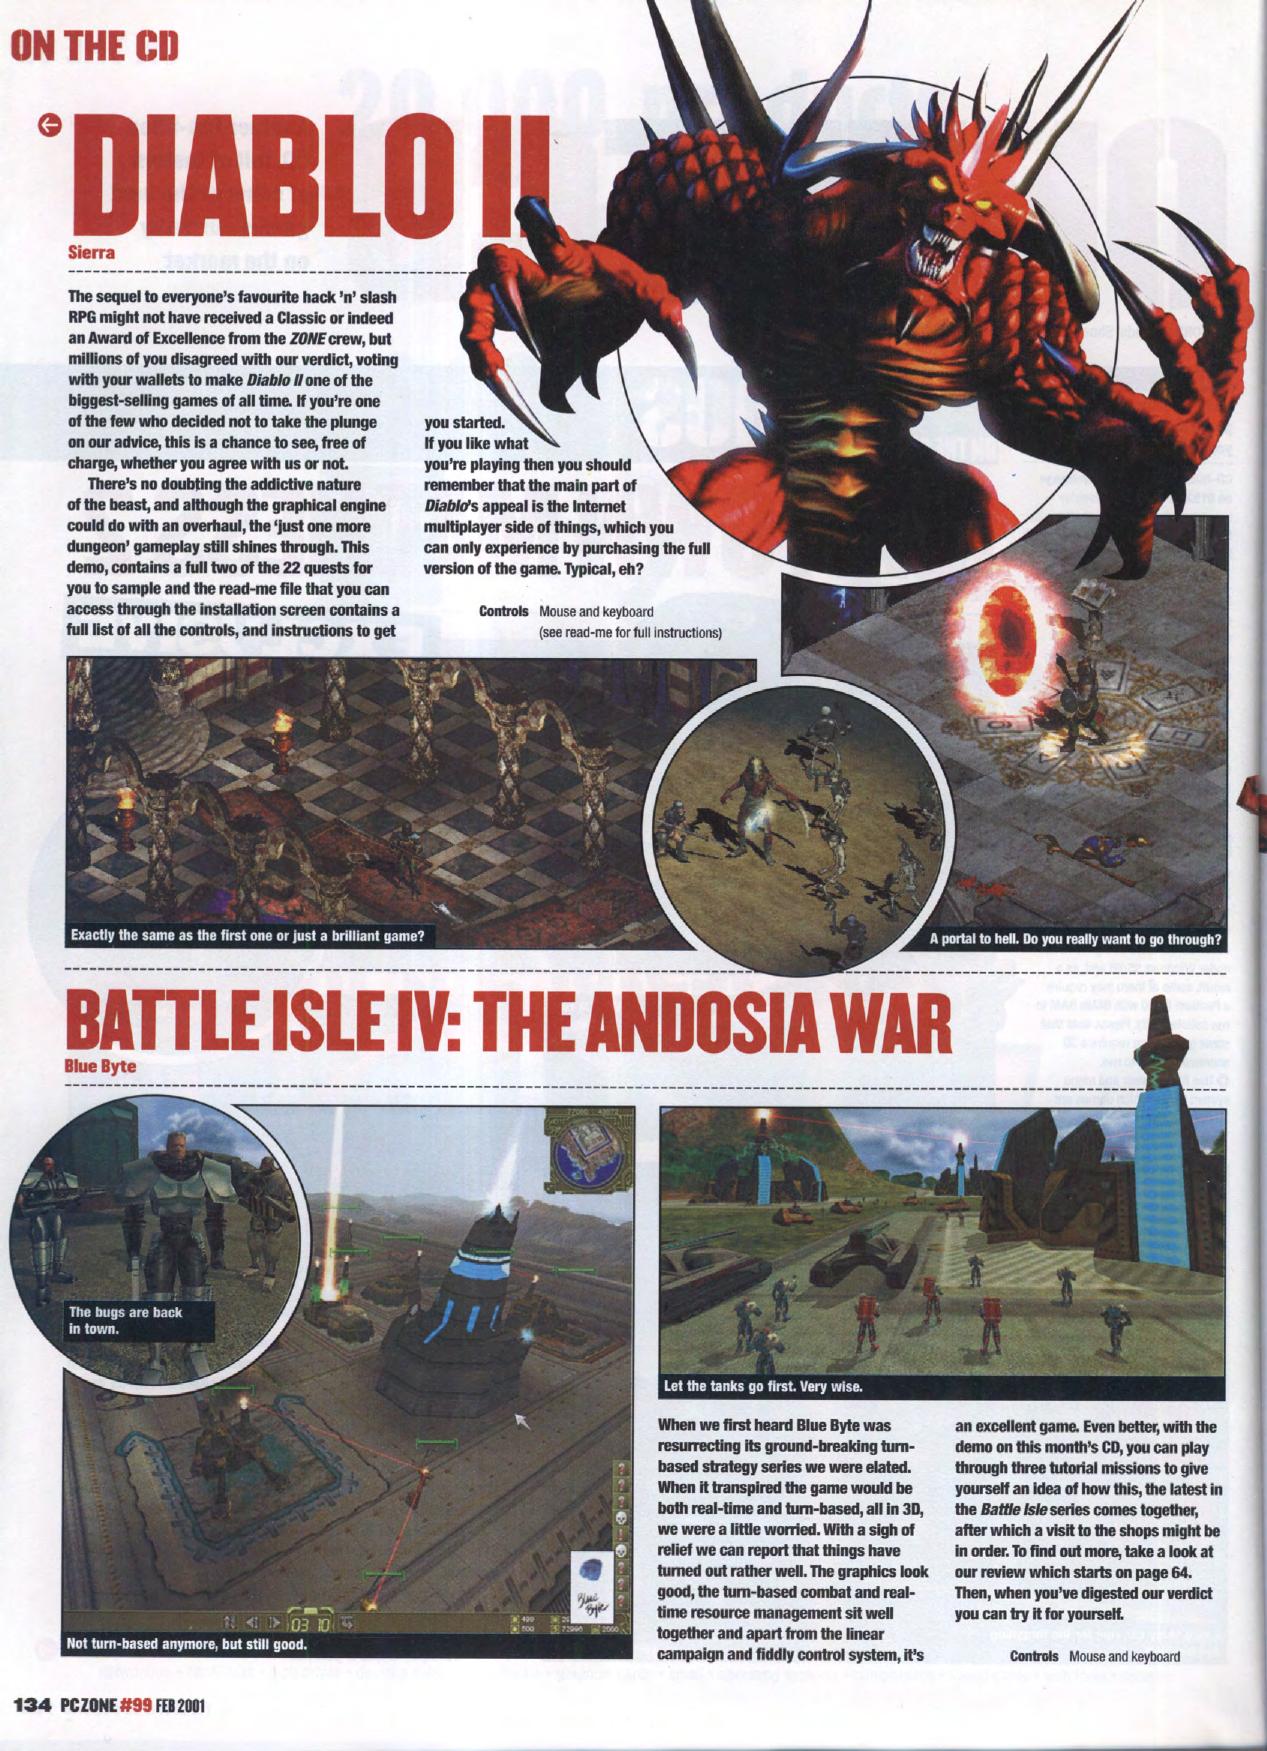 ON THE CD
DIABLO II
Sierra
The sequel to everyone's favourite hack 'n' slash
RPG might not have received a Classic or indeed
an Award of Excellence from the ZONE crew, but
millions of you disagreed with our verdict, voting
with your wallets to make Diablo II one of the
biggest-selling games of all time. If you're one
of the few who decided not to take the plunge
on our advice, this is a chance to see, free of
charge, whether you agree with us or not.
There's no doubting the addictive nature
of the beast, and although the graphical engine
could do with an overhaul, the 'just one more
dungeon' gameplay still shines through. This
demo, contains a full two of the 22 quests for
you to sample and the read-me file that you can
access through the installation screen contains a
full list of all the controls, and instructions to get
you started.
If you like what
you're playing then you should
remember that the main part of
Diablo's appeal is the Internet
multiplayer side of things, which you
can only experience by purchasing the full
version of the game. Typical, eh?
Controls Mouse and keyboard
(see read-me for full instructions)
Exactly the same as the first one or just a brilliant game?
A portal to hell. Do you really want to go through?
BATTLE ISLE IV: THE ANDOSIA WAR
Blue Byte
The bugs are back
in town.
03 10
Blue
Byte
Not turn-based anymore, but still good.
Let the tanks go first. Very wise.
When we first heard Blue Byte was
resurrecting its ground-breaking turn-
based strategy series we were elated.
When it transpired the game would be
both real-time and turn-based, all in 3D,
we were a little worried. With a sigh of
relief we can report that things have
turned out rather well. The graphics look
good, the turn-based combat and real-
time resource management sit well
together and apart from the linear
campaign and fiddly control system, it's
an excellent game. Even better, with the
demo on this month's CD, you can play
through three tutorial missions to give
yourself an idea of how this, the latest in
the Battle Isle series comes together,
after which a visit to the shops might be
in order. To find out more, take a look at
our review which starts on page 64.
Then, when you've digested our verdict
you can try it for yourself.
Controls Mouse and keyboard
134 PCZONE #99 FEB 2001